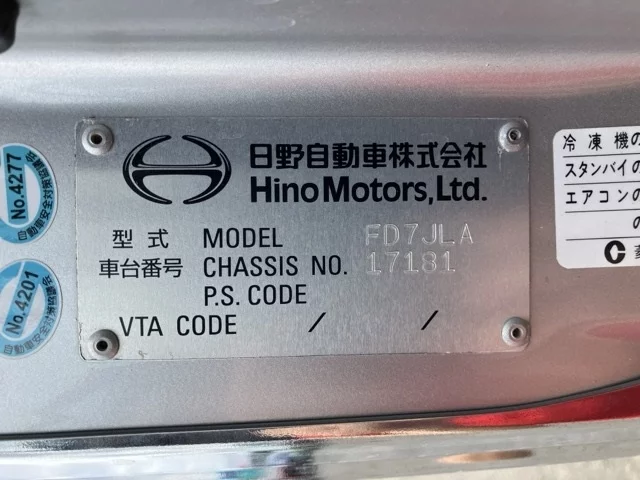 日野自動車株式会社
Hino Motors, Ltd.
型式 MODEL FD7JLA
車台番号 CHASSIS NO. 17181
P.S. CODE
VTA CODE / /
No.4277
No.4201
冷凍機の
スタンバイの
エアコンの
の